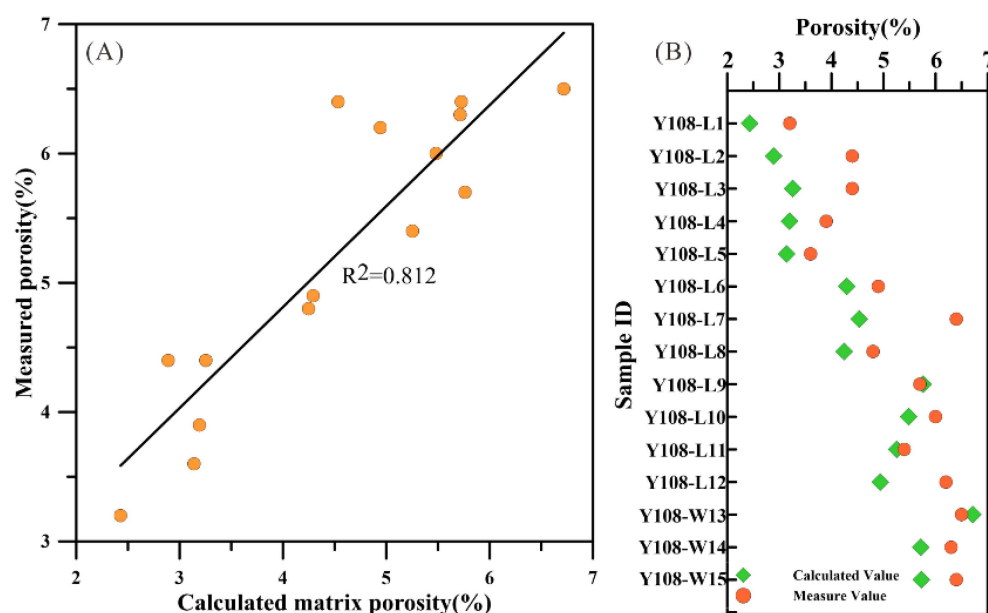 (A)
7
6
5
4
3
Measured porosity(%)
R²=0.812
2
3
4
5
6
7
Calculated matrix porosity(%)
(B)
Porosity(%)
2
3
4
5
6
7
Sample ID
Y108-L1
Y108-L2
Y108-L3
Y108-L4
Y108-L5
Y108-L6
Y108-L7
Y108-L8
Y108-L9
Y108-L10
Y108-L11
Y108-L12
Y108-W13
Y108-W14
Y108-W15
Calculated Value
Measure Value